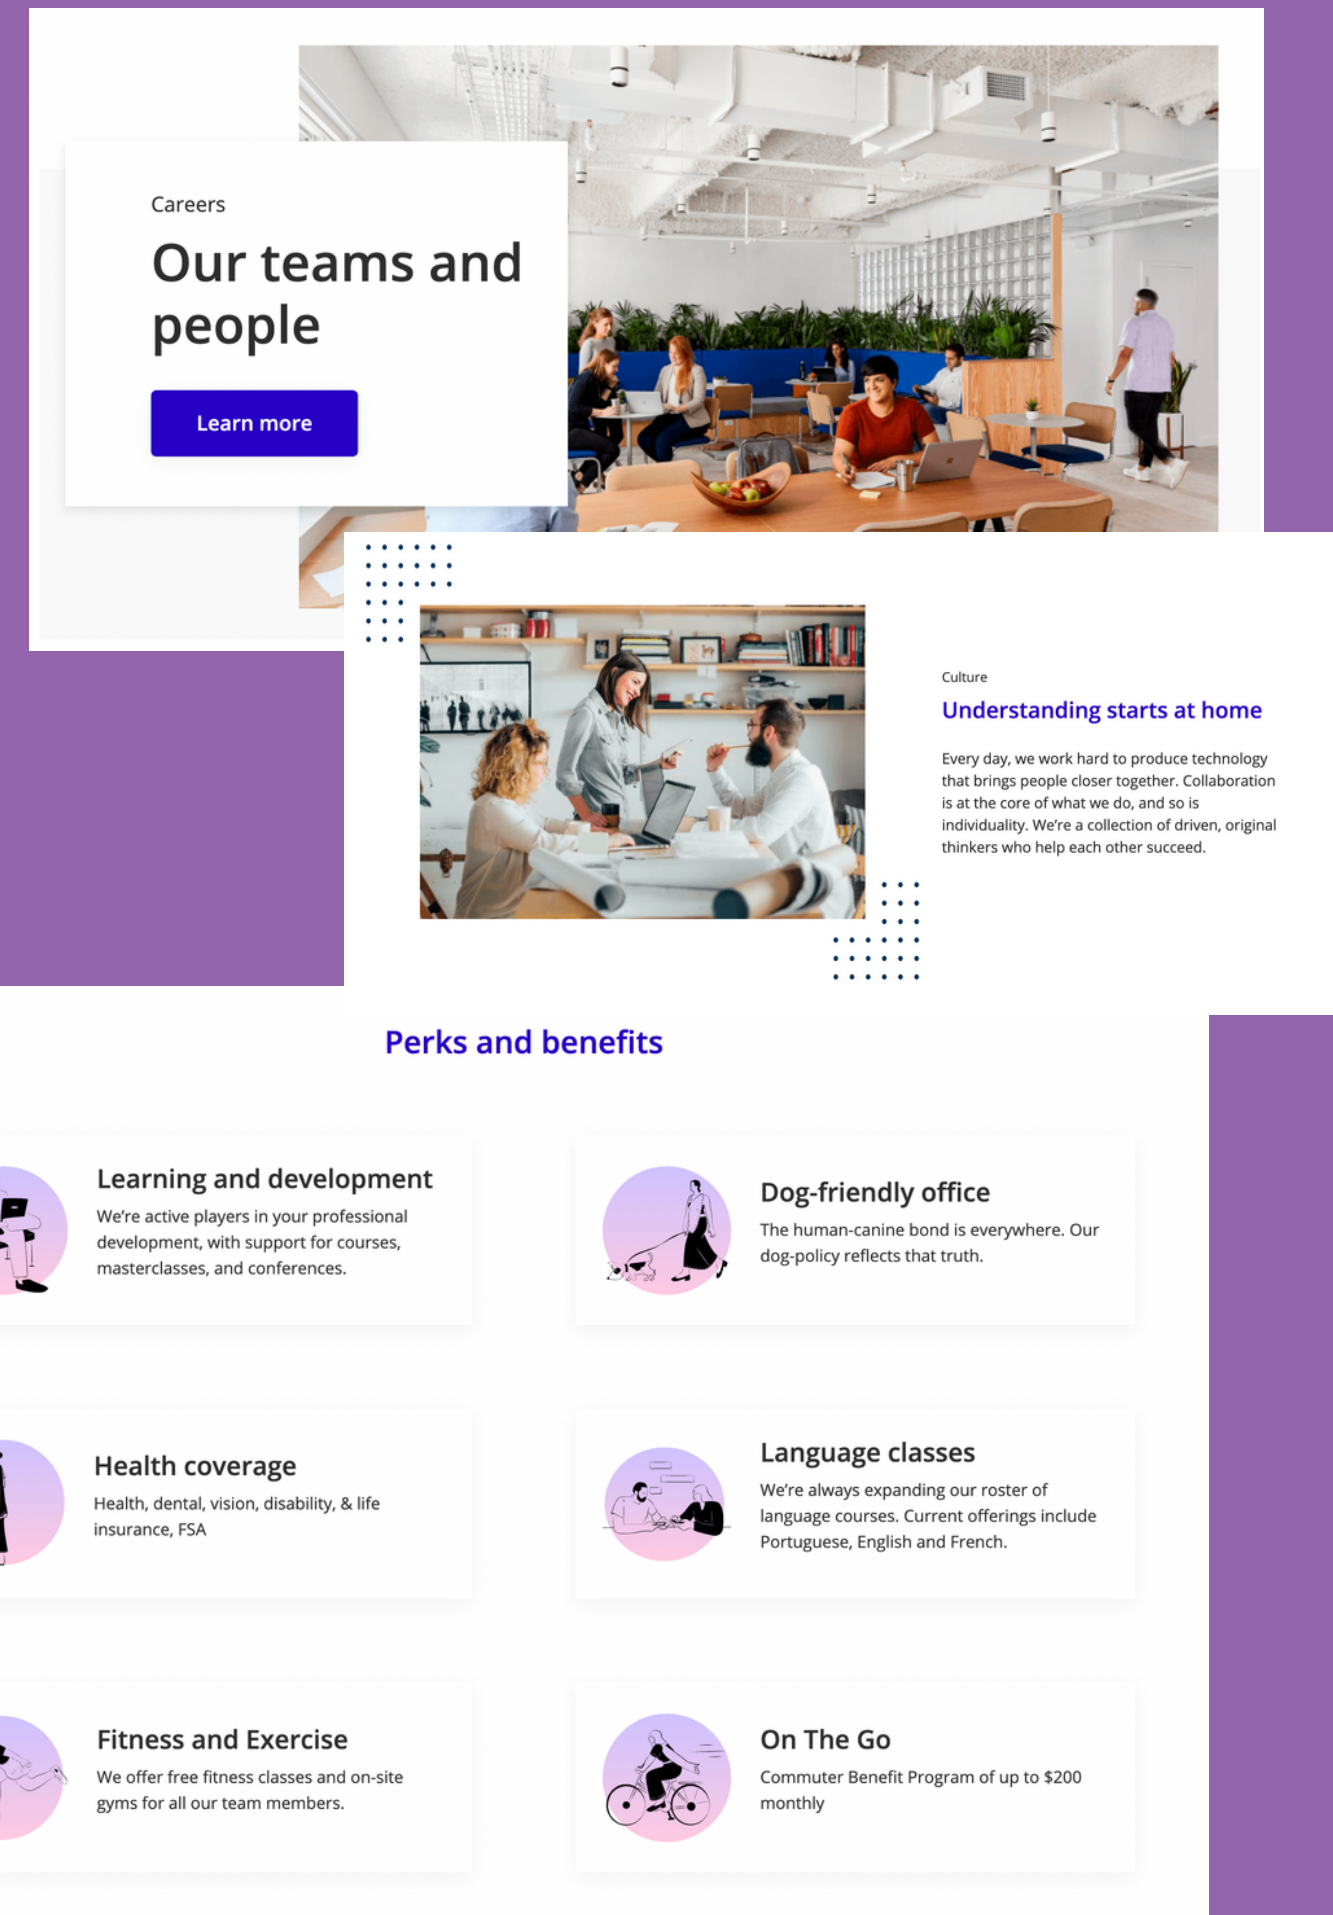 Careers
Our teams and
people
Learn more
Culture
Understanding starts at home
Every day, we work hard to produce technology
that brings people closer together. Collaboration
is at the core of what we do, and so is
individuality. We’re a collection of driven, original
thinkers who help each other succeed.
Perks and benefits
Learning and development
We’re active players in your professional
development, with support for courses,
masterclasses, and conferences.
Dog-friendly office
The human-canine bond is everywhere. Our
dog-policy reflects that truth.
Health coverage
Health, dental, vision, disability, & life
insurance, FSA
Language classes
We’re always expanding our roster of
language courses. Current offerings include
Portuguese, English and French.
Fitness and Exercise
We offer free fitness classes and on-site
gyms for all our team members.
On The Go
Commuter Benefit Program of up to $200
monthly